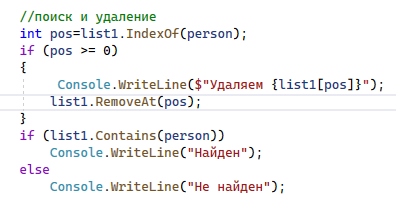 //поиск и удаление
int pos=list1.IndexOf(person);
if (pos >= 0)
{
Console.WriteLine($"Удаляем {list1[pos]}");
list1.RemoveAt(pos);
}
if (list1.Contains(person))
Console.WriteLine("Найден");
else
Console.WriteLine("Не найден");